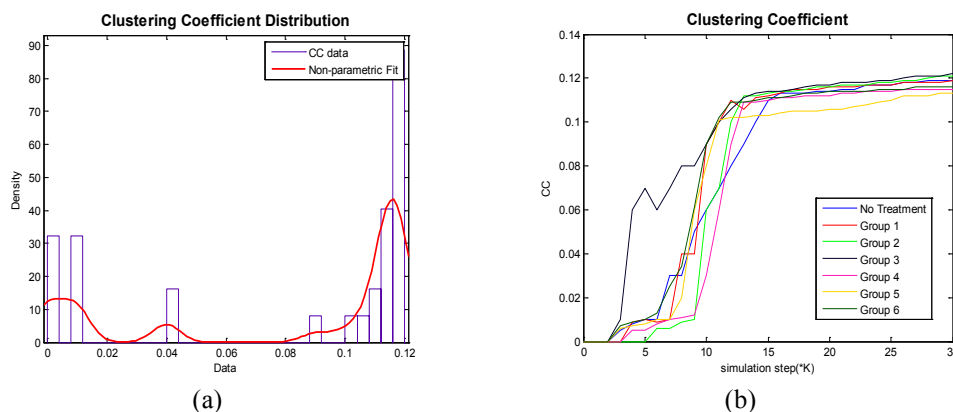 Clustering Coefficient Distribution
90
80
70
60
50
40
30
20
10
0
Density
CC data
Non-parametric Fit
0
0.02
0.04
0.06
0.08
0.1
0.12
Data
(a)
Clustering Coefficient
0.14
0.12
0.1
0.08
0.06
0.04
0.02
0
CC
No Treatment
Group 1
Group 2
Group 3
Group 4
Group 5
Group 6
0
5
10
15
20
25
30
simulation step(*K)
(b)